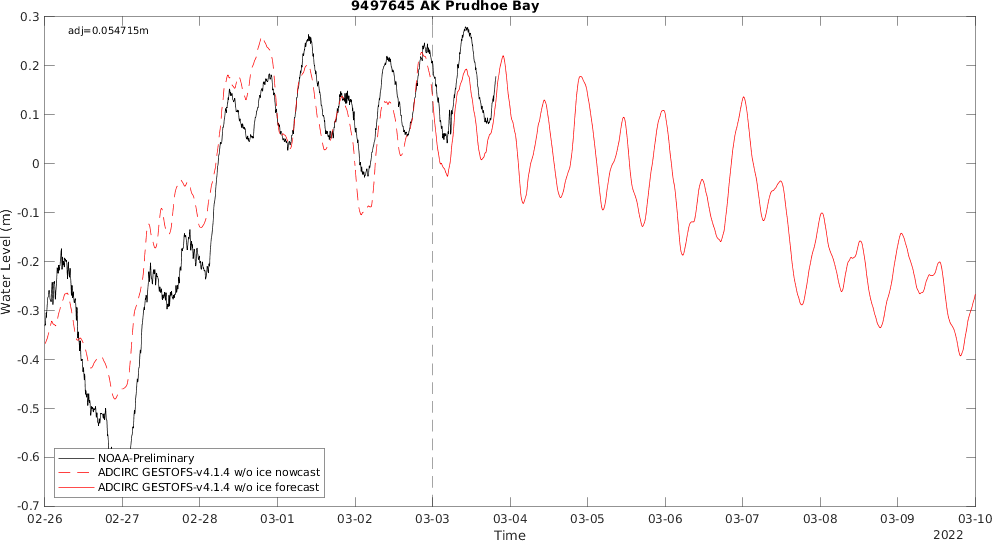 9497645 AK Prudhoe Bay
adj=0.054715m
0.3
0.2
0.1
0
-0.1
-0.2
-0.3
-0.4
-0.5
-0.6
-0.7
Water Level (m)
NOAA-Preliminary
ADCIRC GESTOFS-v4.1.4 w/o ice nowcast
ADCIRC GESTOFS-v4.1.4 w/o ice forecast
02-26 02-27 02-28 03-01 03-02 03-03 03-04 03-05 03-06 03-07 03-08 03-09 03-10
Time
2022